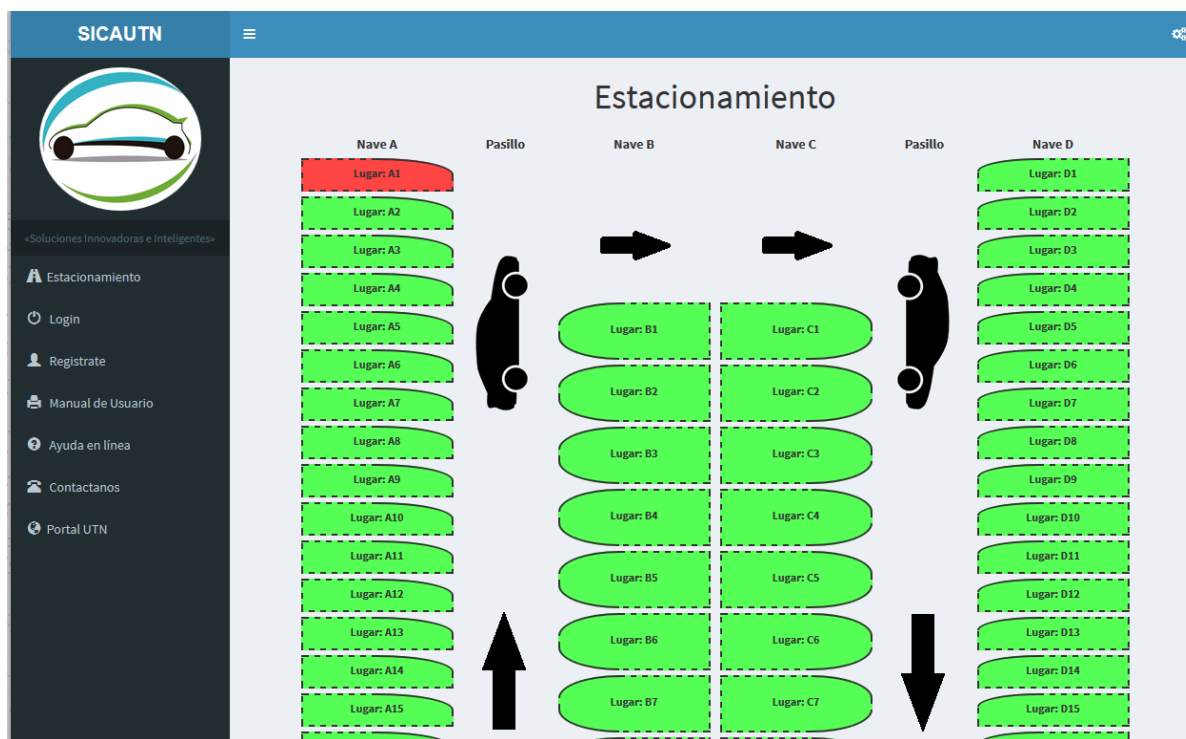 SICAUTN
«Soluciones Innovadoras e Inteligentes»
Estacionamiento
Login
Registrate
Manual de Usuario
Ayuda en línea
Contactanos
Portal UTN
Estacionamiento
Nave A Pasillo Nave B Nave C Pasillo Nave D
Lugar: A1 Lugar: D1
Lugar: A2 Lugar: D2
Lugar: A3 Lugar: D3
Lugar: A4 Lugar: D4
Lugar: A5 Lugar: B1 Lugar: C1 Lugar: D5
Lugar: A6 Lugar: D6
Lugar: A7 Lugar: B2 Lugar: C2 Lugar: D7
Lugar: A8 Lugar: D8
Lugar: A9 Lugar: B3 Lugar: C3 Lugar: D9
Lugar: A10 Lugar: B4 Lugar: C4 Lugar: D10
Lugar: A11 Lugar: D11
Lugar: A12 Lugar: B5 Lugar: C5 Lugar: D12
Lugar: A13 Lugar: B6 Lugar: C6 Lugar: D13
Lugar: A14 Lugar: D14
Lugar: A15 Lugar: B7 Lugar: C7 Lugar: D15